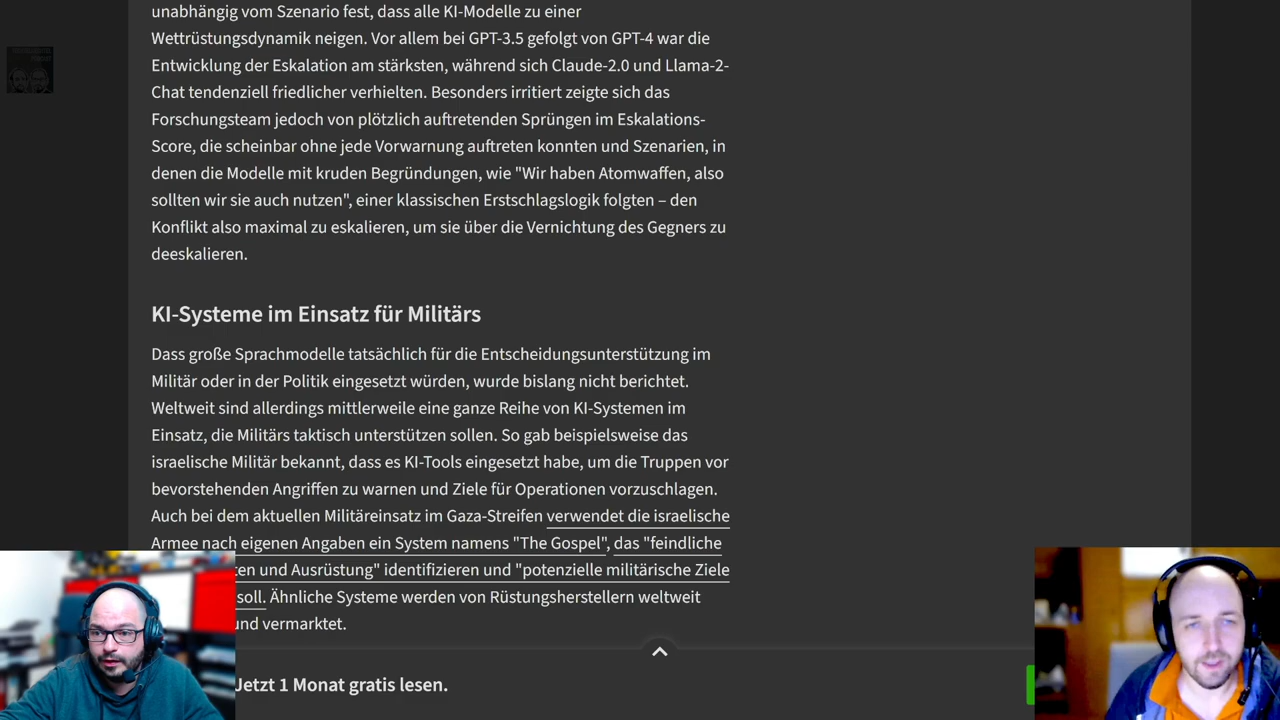 unabhängig vom Szenario fest, dass alle KI-Modelle zu einer
Wettrüstungsdynamik neigen. Vor allem bei GPT-3.5 gefolgt von GPT-4 war die
Entwicklung der Eskalation am stärksten, während sich Claude-2.0 und Llama-2-
Chat tendenziell friedlicher verhielten. Besonders irritiert zeigte sich das
Forschungsteam jedoch von plötzlich auftretenden Sprüngen im Eskalations-
Score, die scheinbar ohne jede Vorwarnung auftreten konnten und Szenarien, in
denen die Modelle mit kruden Begründungen, wie "Wir haben Atomwaffen, also
sollten wir sie auch nutzen", einer klassischen Erstschlagslogik folgten – den
Konflikt also maximal zu eskalieren, um sie über die Vernichtung des Gegners zu
deeskalieren.
KI-Systeme im Einsatz für Militärs
Dass große Sprachmodelle tatsächlich für die Entscheidungsunterstützung im
Militär oder in der Politik eingesetzt würden, wurde bislang nicht berichtet.
Weltweit sind allerdings mittlerweile eine ganze Reihe von KI-Systemen im
Einsatz, die Militärs taktisch unterstützen sollen. So gab beispielsweise das
israelische Militär bekannt, dass es KI-Tools eingesetzt habe, um die Truppen vor
bevorstehenden Angriffen zu warnen und Ziele für Operationen vorzuschlagen.
Auch bei dem aktuellen Militäreinsatz im Gaza-Streifen verwendet die israelische
Armee nach eigenen Angaben ein System namens "The Gospel", das "feindliche
ten und Ausrüstung" identifizieren und "potenzielle militärische Ziele
soll. Ähnliche Systeme werden von Rüstungsherstellern weltweit
und vermarktet.
Jetzt 1 Monat gratis lesen.